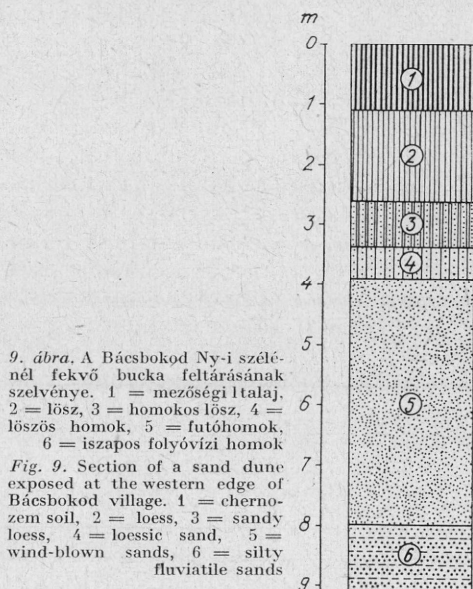 m
0
1
2
3
4
5
6
7
8
9
1
2
3
4
5
6
9. ábra. A Bácsbokod Ny-i szélé-
nél fekvő bucka feltárásának
szelvénye. 1 = mezőségi ltalaj,
2 = lösz, 3 = homokos lösz, 4 =
löszös homok, 5 = futóhomok,
6 = iszapos folyóvízi homok
Fig. 9. Section of a sand dune
exposed at the western edge of
Bácsbokod village. 1 = cherno-
zem soil, 2 = loess, 3 = sandy
loess, 4 = loessic sand, 5 =
wind-blown sands, 6 = silty
fluviatile sands